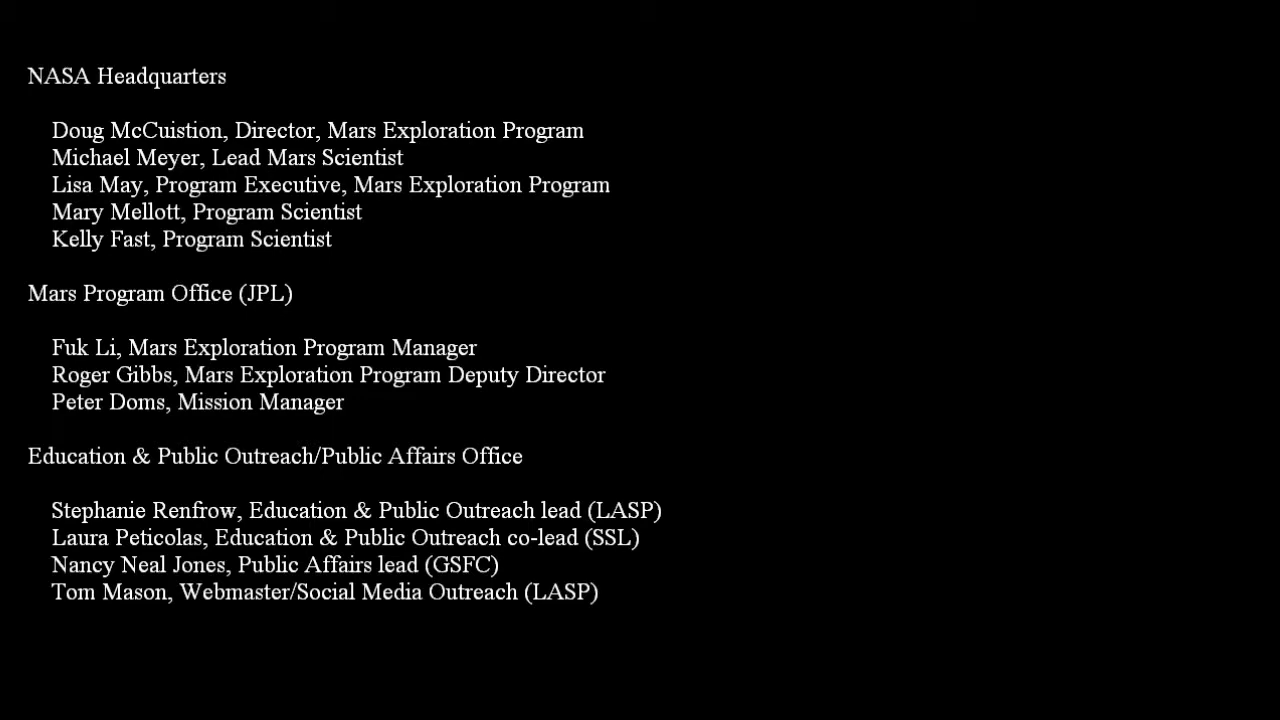 NASA Headquarters
Doug McCuistion, Director, Mars Exploration Program
Michael Meyer, Lead Mars Scientist
Lisa May, Program Executive, Mars Exploration Program
Mary Mellott, Program Scientist
Kelly Fast, Program Scientist
Mars Program Office (JPL)
Fuk Li, Mars Exploration Program Manager
Roger Gibbs, Mars Exploration Program Deputy Director
Peter Doms, Mission Manager
Education & Public Outreach/Public Affairs Office
Stephanie Renfrow, Education & Public Outreach lead (LASP)
Laura Peticolas, Education & Public Outreach co-lead (SSL)
Nancy Neal Jones, Public Affairs lead (GSFC)
Tom Mason, Webmaster/Social Media Outreach (LASP)